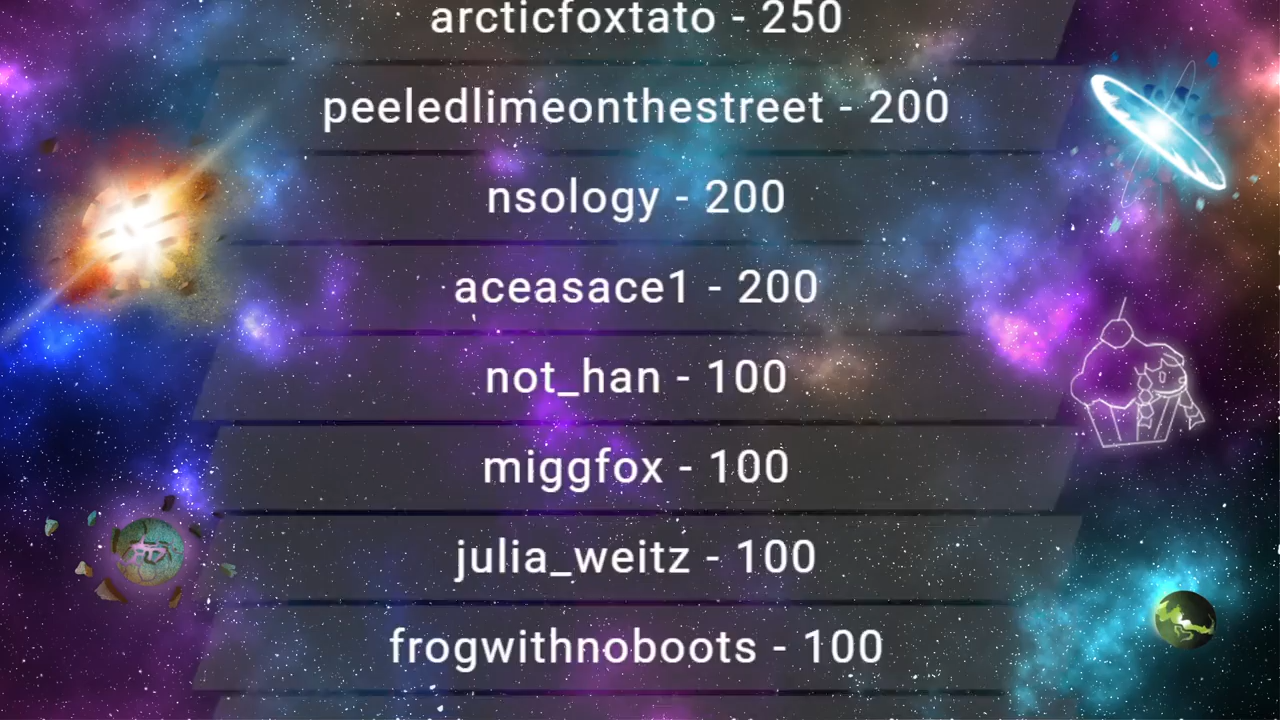 arcticfoxtato - 250
peeledlimeonthestreet - 200
nsology - 200
aceasace1 - 200
not_han - 100
miggfox - 100
julia_weitz - 100
frogwithnoboots - 100